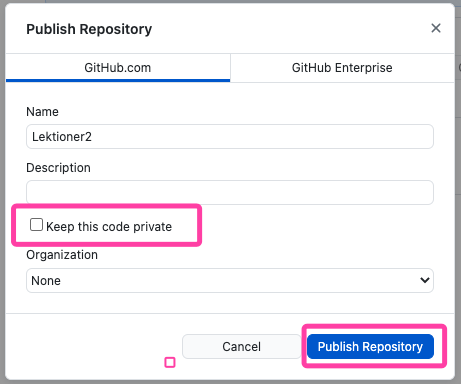 Publish Repository
GitHub.com
GitHub Enterprise
Name
Lektioner2
Description
Keep this code private
Organization
None
Cancel
Publish Repository